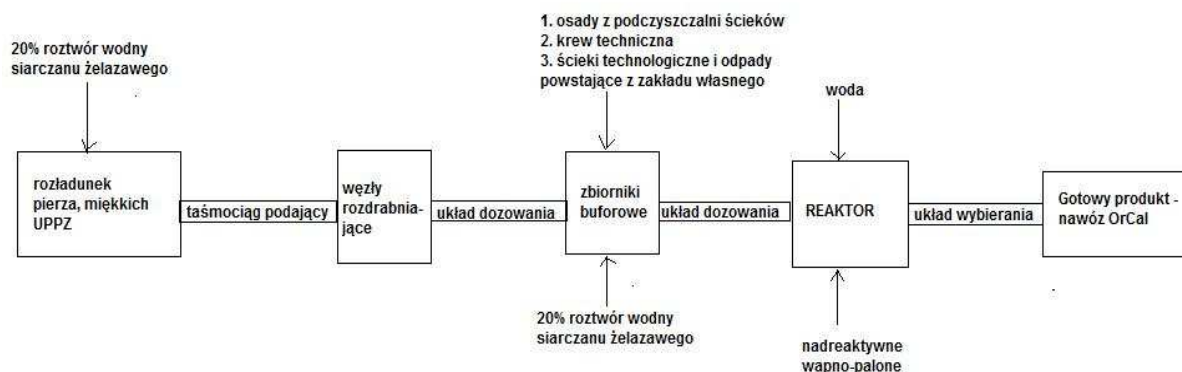 20% roztwór wodny
siarczanu żelazawego
1. osady z podczyszczalni ścieków
2. krew techniczna
3. ścieki technologiczne i odpady
powstające z zakładu własnego
woda
rozładunek
pierza, miękkich
UPPZ
taśmociąg podający
węzły
rozdrabnia-
jące
układ dozowania
zbiorniki
buforowe
układ dozowania
REAKTOR
układ wybierania
Gotowy produkt -
nawóz OrCal
20% roztwór wodny
siarczanu żelazawego
nadreaktywne
wapno-palone